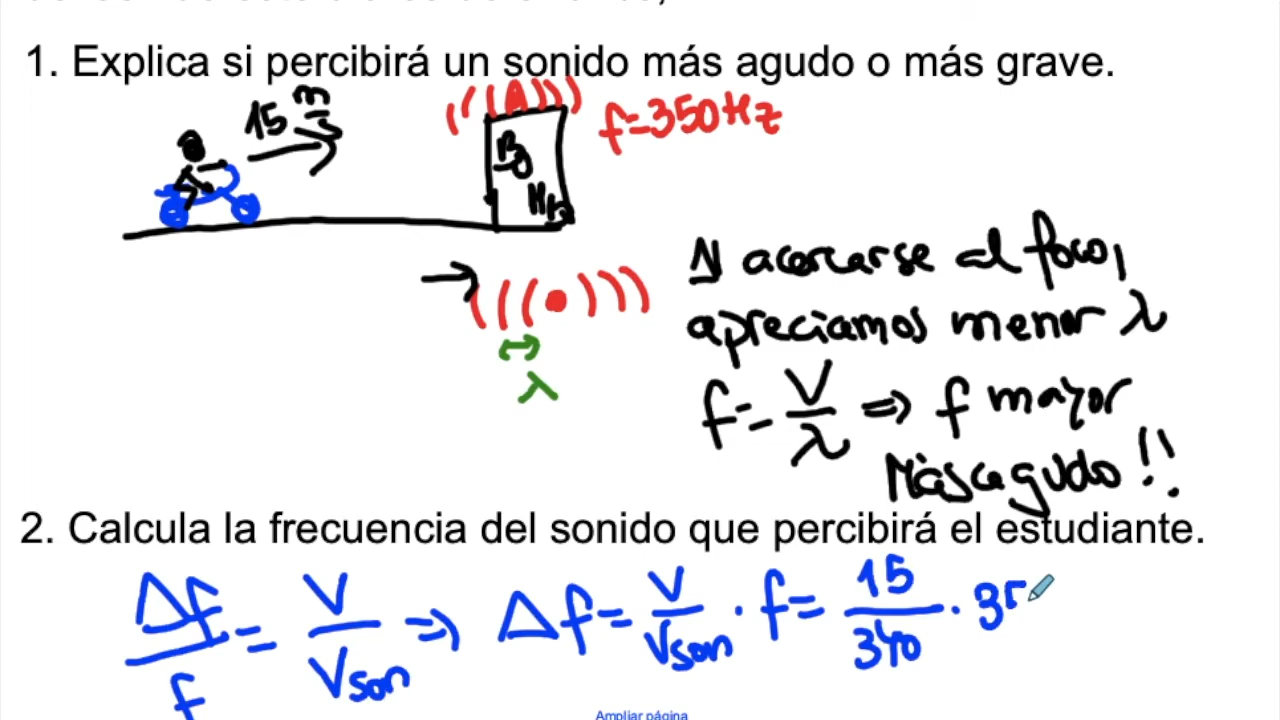 1. Explica si percibirá un sonido más agudo o más grave.
15 m/s
f=350Hz
Al acercarse al foco,
apreciamos menor λ
λ
f = V/λ ⇒ f mayor
Más agudo!!
2. Calcula la frecuencia del sonido que percibirá el estudiante.
Δf/f = V/Vson ⇒ Δf = V/Vson · f = 15/340 · 35
Ampliar página